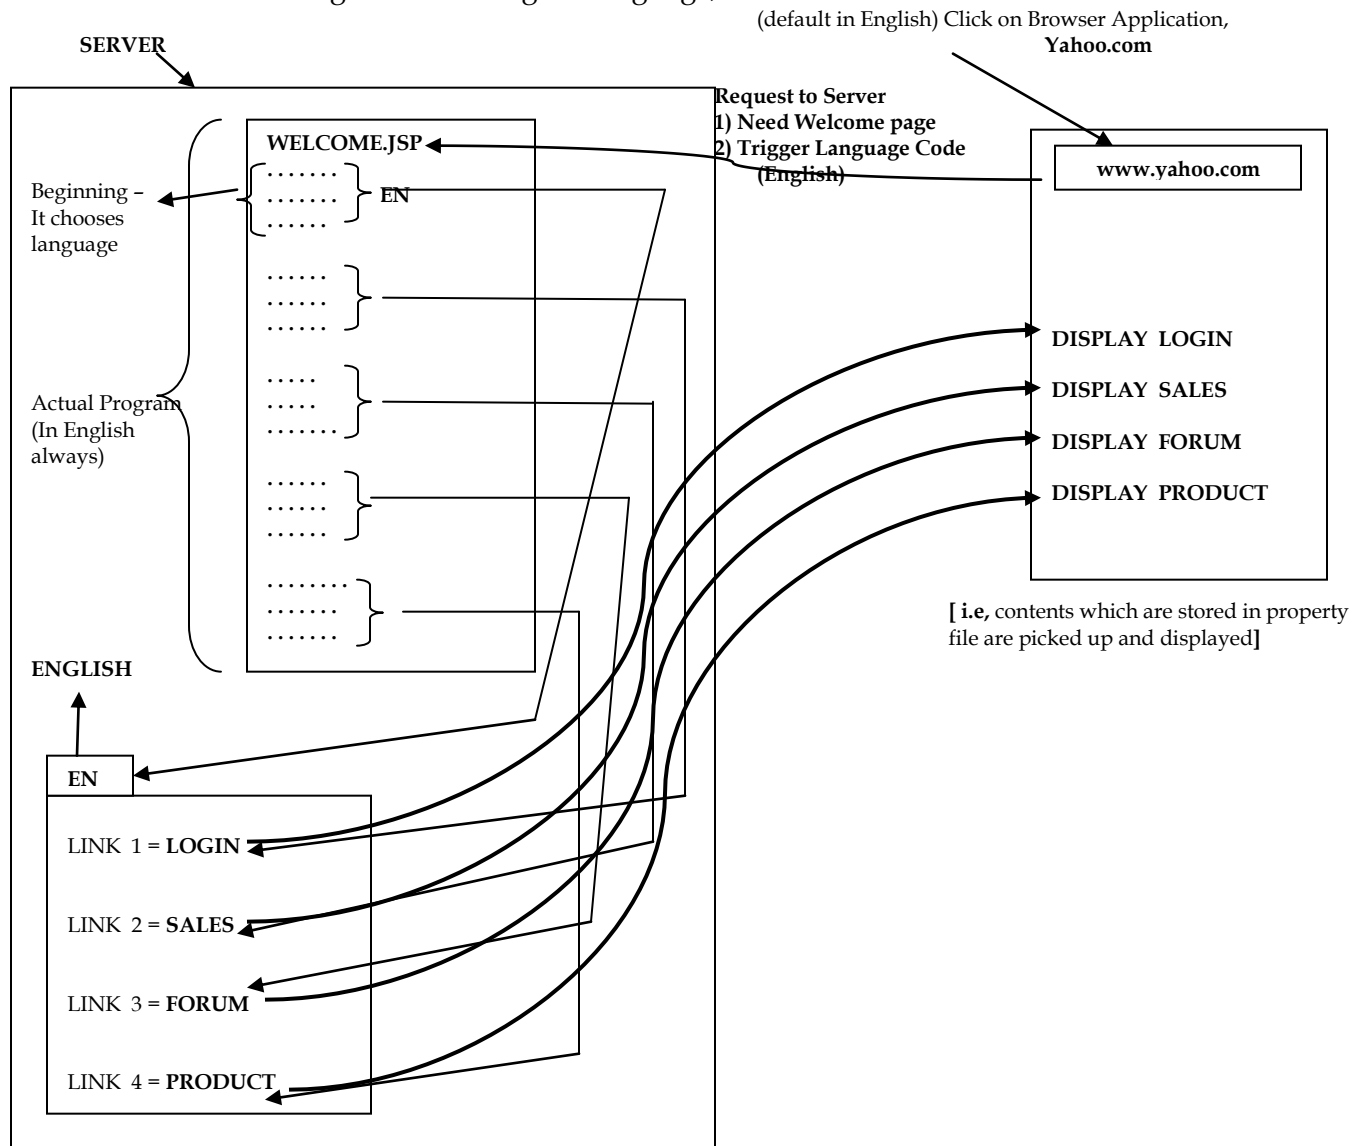 (default in English) Click on Browser Application,
Yahoo.com
SERVER
Request to Server
1) Need Welcome page
2) Trigger Language Code
(English)
WELCOME.JSP
www.yahoo.com
. . . . . .
. . . . . . .
. . . . . .
EN
Beginning –
It chooses
language
. . . . . .
. . . . . .
. . . . . .
. . . . .
. . . . .
. . . . . . .
Actual Program
(In English
always)
. . . . . .
. . . . . .
. . . . . .
. . . . . . . .
. . . . . . .
. . . . . . .
DISPLAY LOGIN
DISPLAY SALES
DISPLAY FORUM
DISPLAY PRODUCT
[ i.e, contents which are stored in property
file are picked up and displayed]
ENGLISH
EN
LINK 1 = LOGIN
LINK 2 = SALES
LINK 3 = FORUM
LINK 4 = PRODUCT